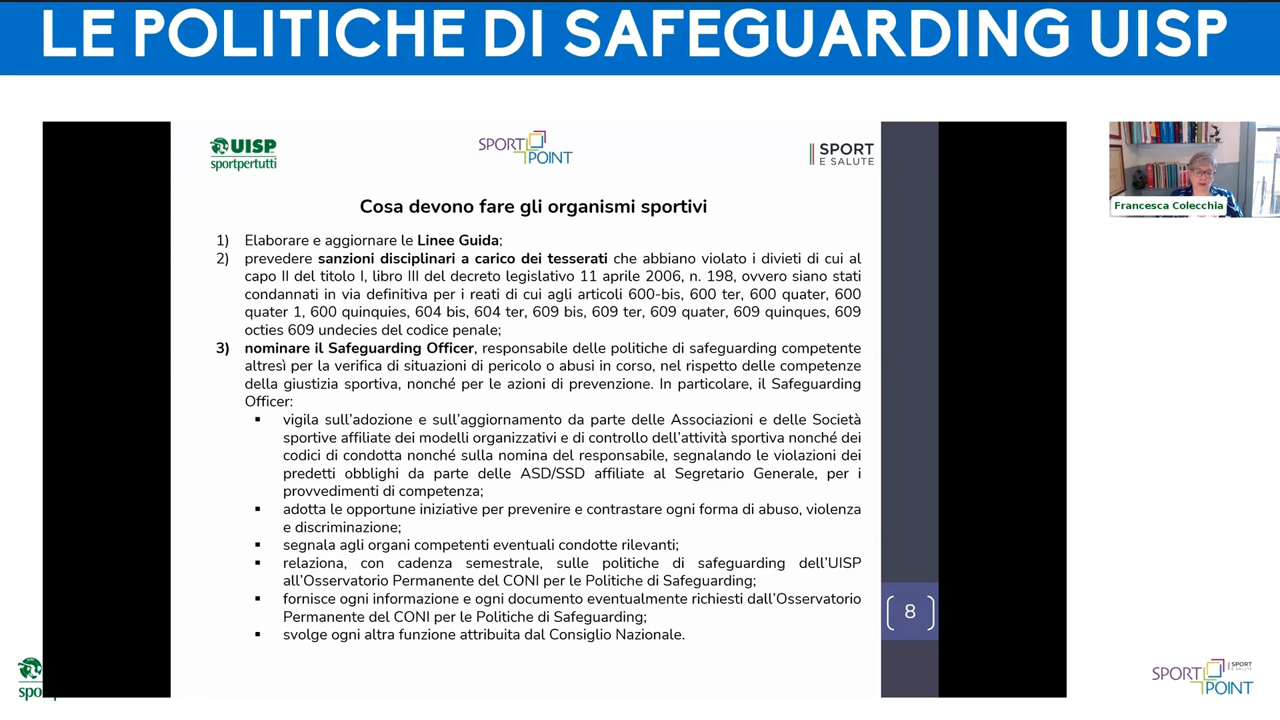 LE POLITICHE DI SAFEGUARDING UISP
UISP
sportpertutti
SPORT
POINT
SPORT
E SALUTE
Francesca Colecchia
Cosa devono fare gli organismi sportivi
1) Elaborare e aggiornare le Linee Guida;
2) prevedere sanzioni disciplinari a carico dei tesserati che abbiano violato i divieti di cui al
capo II del titolo I, libro III del decreto legislativo 11 aprile 2006, n. 198, ovvero siano stati
condannati in via definitiva per i reati di cui agli articoli 600-bis, 600 ter, 600 quater, 600
quater 1, 600 quinquies, 604 bis, 604 ter, 609 bis, 609 ter, 609 quater, 609 quinques, 609
octies 609 undecies del codice penale;
3) nominare il Safeguarding Officer, responsabile delle politiche di safeguarding competente
altresì per la verifica di situazioni di pericolo o abusi in corso, nel rispetto delle competenze
della giustizia sportiva, nonché per le azioni di prevenzione. In particolare, il Safeguarding
Officer:
▪ vigila sull'adozione e sull'aggiornamento da parte delle Associazioni e delle Società
sportive affiliate dei modelli organizzativi e di controllo dell'attività sportiva nonché dei
codici di condotta nonché sulla nomina del responsabile, segnalando le violazioni dei
predetti obblighi da parte delle ASD/SSD affiliate al Segretario Generale, per i
provvedimenti di competenza;
▪ adotta le opportune iniziative per prevenire e contrastare ogni forma di abuso, violenza
e discriminazione;
▪ segnala agli organi competenti eventuali condotte rilevanti;
▪ relaziona, con cadenza semestrale, sulle politiche di safeguarding dell'UISP
all'Osservatorio Permanente del CONI per le Politiche di Safeguarding;
▪ fornisce ogni informazione e ogni documento eventualmente richiesti dall'Osservatorio
Permanente del CONI per le Politiche di Safeguarding;
▪ svolge ogni altra funzione attribuita dal Consiglio Nazionale.
8
spo
SPORT
POINT
SPORT
E SALUTE